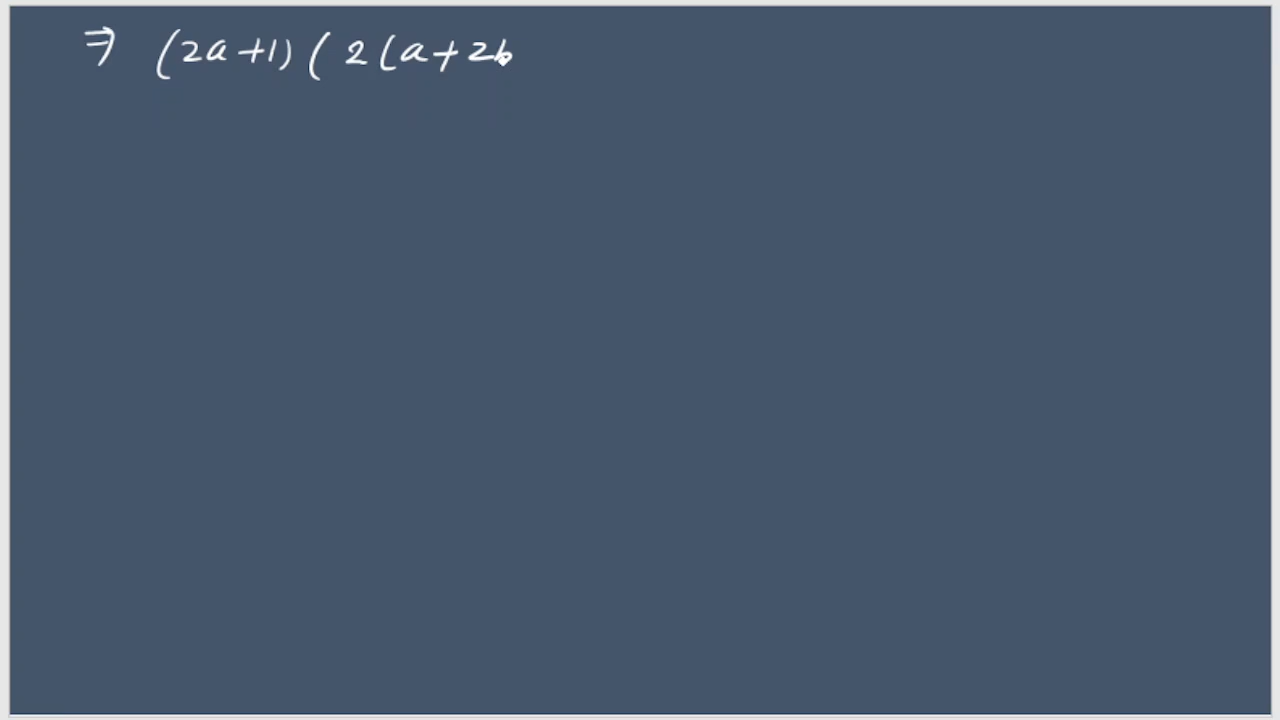 ⇒ (2a+1) ( 2 (a+2b